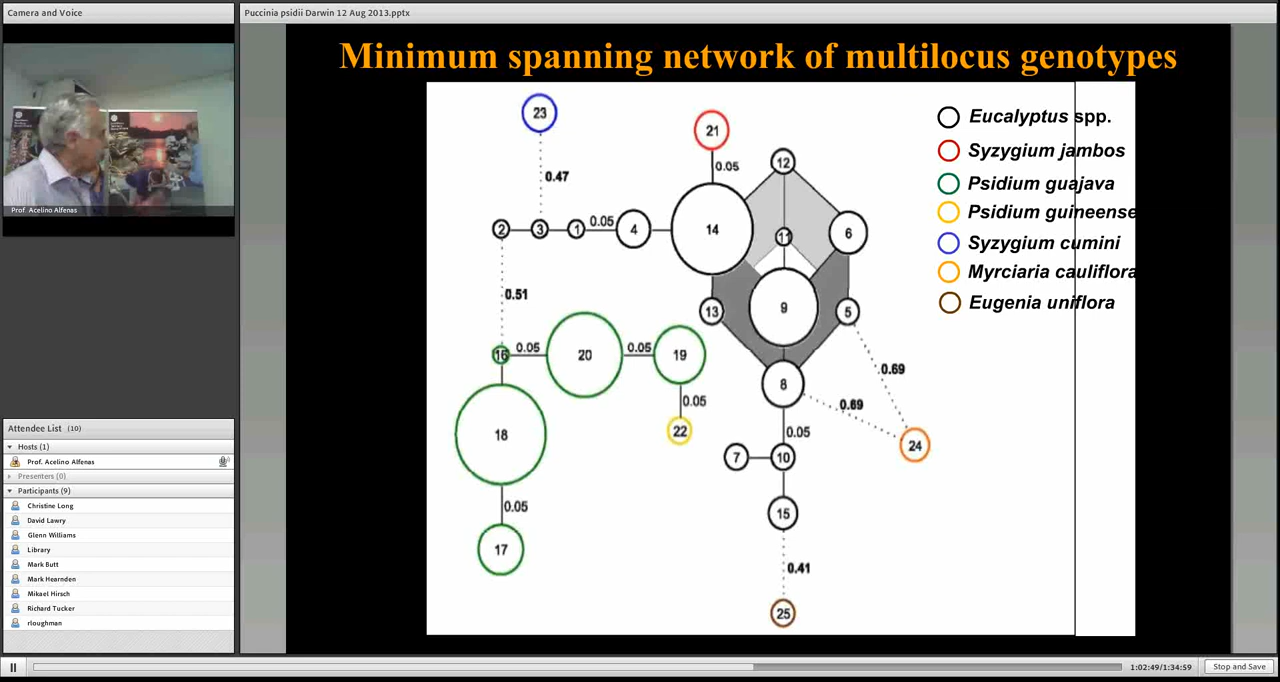 Camera and Voice
Puccinia psidii Darwin 12 Aug 2013.pptx
Prof. Acelino Alfenas
Attendee List (10)
Hosts (1)
Prof. Acelino Alfenas
Presenters (0)
Participants (9)
Christine Long
David Lawry
Glenn Williams
Library
Mark Butt
Mark Hearnden
Mikael Hirsch
Richard Tucker
rloughman
Minimum spanning network of multilocus genotypes
23
21
0.05
12
0.47
2
3
1
0.05
4
14
11
6
0.51
13
9
5
16
0.05
20
0.05
19
8
0.69
0.05
0.69
22
18
0.05
24
7
10
0.05
15
17
0.41
25
Eucalyptus spp.
Syzygium jambos
Psidium guajava
Psidium guineense
Syzygium cumini
Myrciaria cauliflora
Eugenia uniflora
1:02:49/1:34:59
Stop and Save